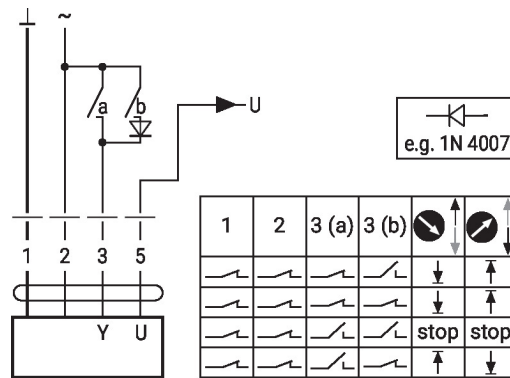 ~
a b
U
e.g. 1N 4007
1 2 3 5
Y U
1 2 3 (a) 3 (b)
stop stop